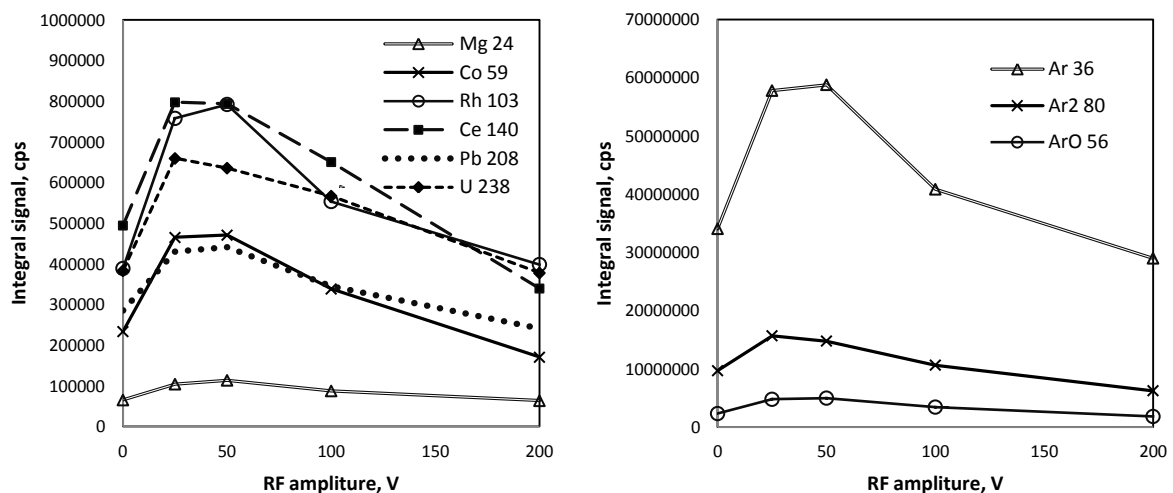 1000000
900000
800000
700000
600000
500000
400000
300000
200000
100000
0
Integral signal, cps
0 50 100 150 200
RF ampliture, V
Mg 24
Co 59
Rh 103
Ce 140
Pb 208
U 238
70000000
60000000
50000000
40000000
30000000
20000000
10000000
0
Integral signal, cps
0 50 100 150 200
RF ampliture, V
Ar 36
Ar2 80
ArO 56